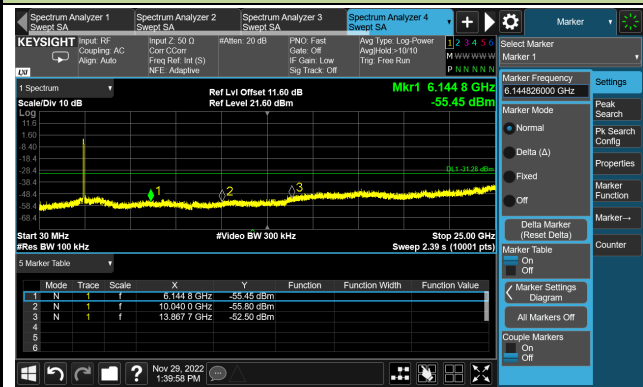 Spectrum Analyzer 1
Swept SA
Spectrum Analyzer 2
Swept SA
Spectrum Analyzer 3
Swept SA
Spectrum Analyzer 4
Swept SA
Marker
KEYSIGHT
LXI
Input: RF
Coupling: AC
Align: Auto
Input Z: 50 Ω
Corr CCorr
Freq Ref: Int (S)
NFE: Adaptive
#Atten: 20 dB
PNO: Fast
Gate: Off
IF Gain: Low
Sig Track: Off
Avg Type: Log-Power
Avg|Hold:>10/10
Trig: Free Run
1 2 3 4 5 6
M W W W W W
P N N N N N
1 Spectrum
Scale/Div 10 dB
Log
Ref Lvl Offset 11.60 dB
Ref Level 21.60 dBm
Mkr1 6.144 8 GHz
-55.45 dBm
11.6
1.60
-8.40
-18.4
-28.4
-38.4
-48.4
-58.4
-68.4
DL1 -31.28 dBm
1
2
3
Start 30 MHz
#Res BW 100 kHz
#Video BW 300 kHz
Stop 25.00 GHz
Sweep 2.39 s (10001 pts)
5 Marker Table
Mode Trace Scale X Y Function Function Width Function Value
1 N 1 f 6.144 8 GHz -55.45 dBm
2 N 1 f 10.040 0 GHz -55.80 dBm
3 N 1 f 13.867 7 GHz -52.50 dBm
4
5
6
Nov 29, 2022
1:39:58 PM
Select Marker
Marker 1
Marker Frequency
6.144826000 GHz
Marker Mode
Normal
Delta (Δ)
Fixed
Off
Delta Marker
(Reset Delta)
Marker Table
On
Off
Marker Settings
Diagram
All Markers Off
Couple Markers
On
Off
Settings
Peak
Search
Pk Search
Config
Properties
Marker
Function
Marker→
Counter